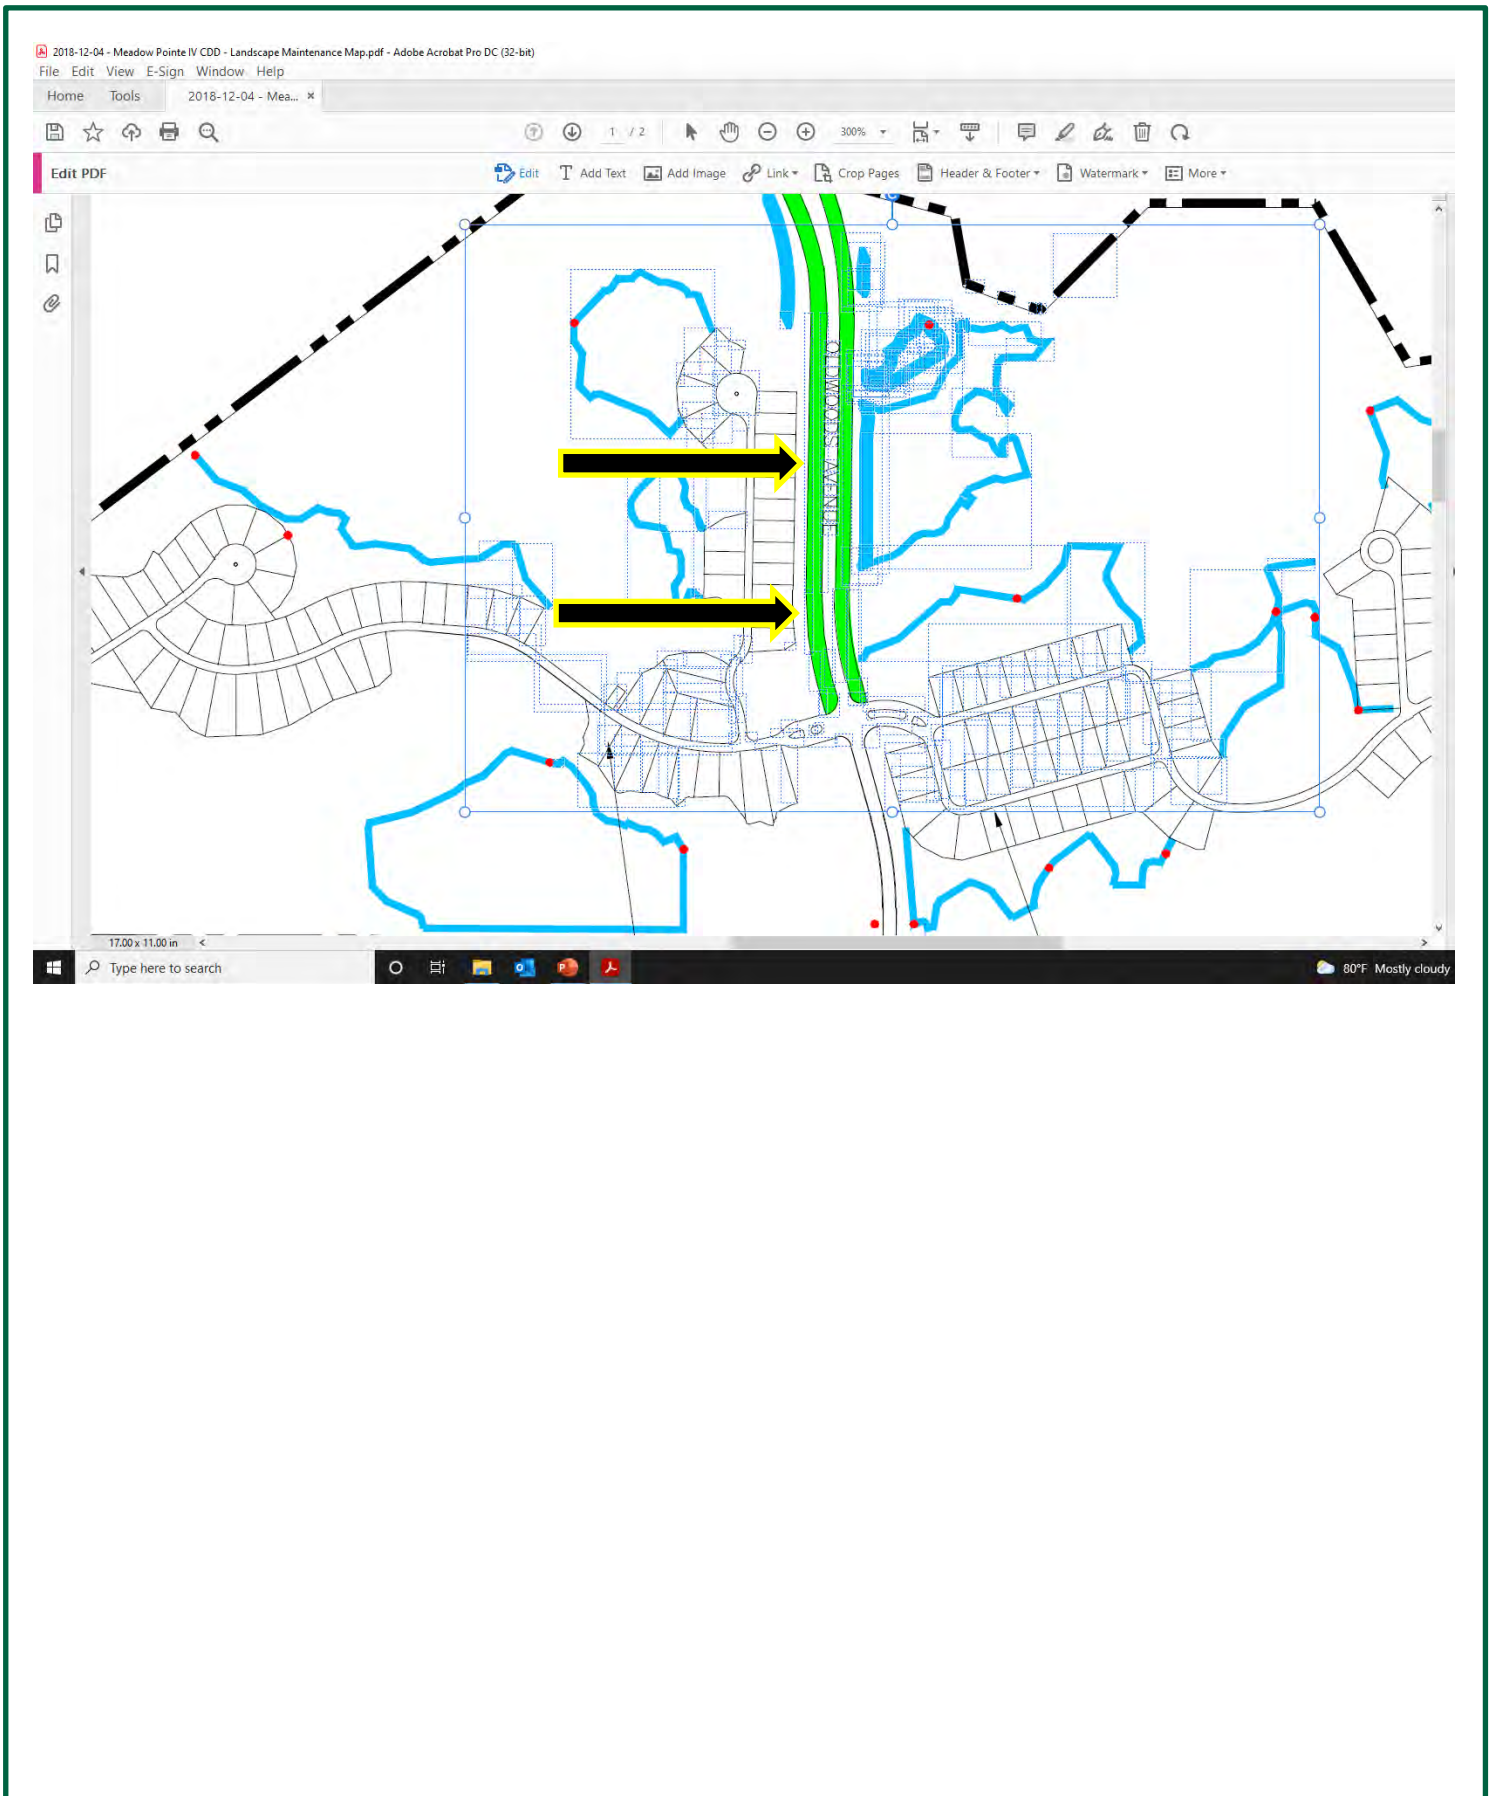 2018-12-04 - Meadow Pointe IV CDD - Landscape Maintenance Map.pdf - Adobe Acrobat Pro DC (32-bit)
File Edit View E-Sign Window Help
Home Tools 2018-12-04 - Mea... ×
1 / 2 300%
Edit PDF Edit Add Text Add Image Link Crop Pages Header & Footer Watermark More
OLDWOODS AVENUE
17.00 x 11.00 in
Type here to search 80°F Mostly cloudy